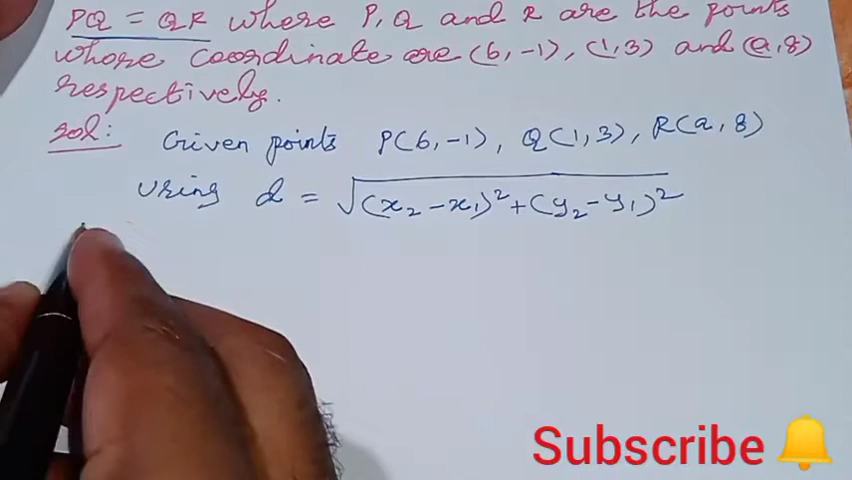 PQ = QR where P, Q and R are the points
whose coordinate are (6,-1), (1,3) and (a,8)
respectively.
sol: Given points P(6,-1), Q(1,3), R(a,8)
using d = √(x₂-x₁)²+(y₂-y₁)²
Subscribe